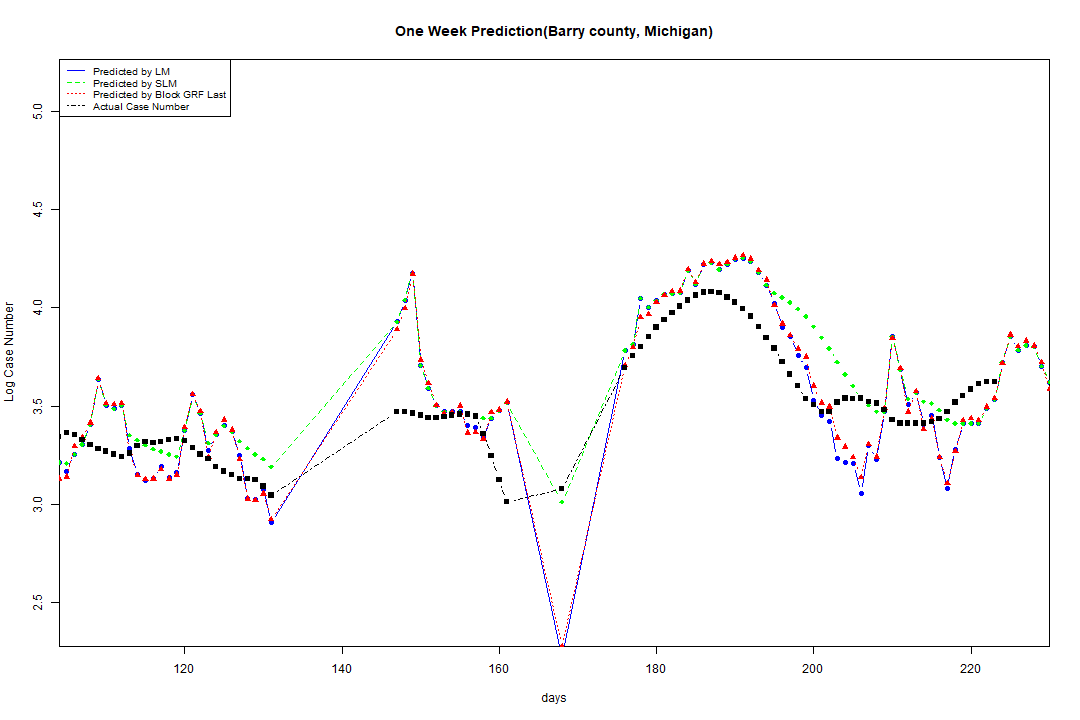 One Week Prediction(Barry county, Michigan)
Predicted by LM
Predicted by SLM
Predicted by Block GRF Last
Actual Case Number
5.0
4.5
4.0
3.5
3.0
2.5
Log Case Number
120 140 160 180 200 220
days